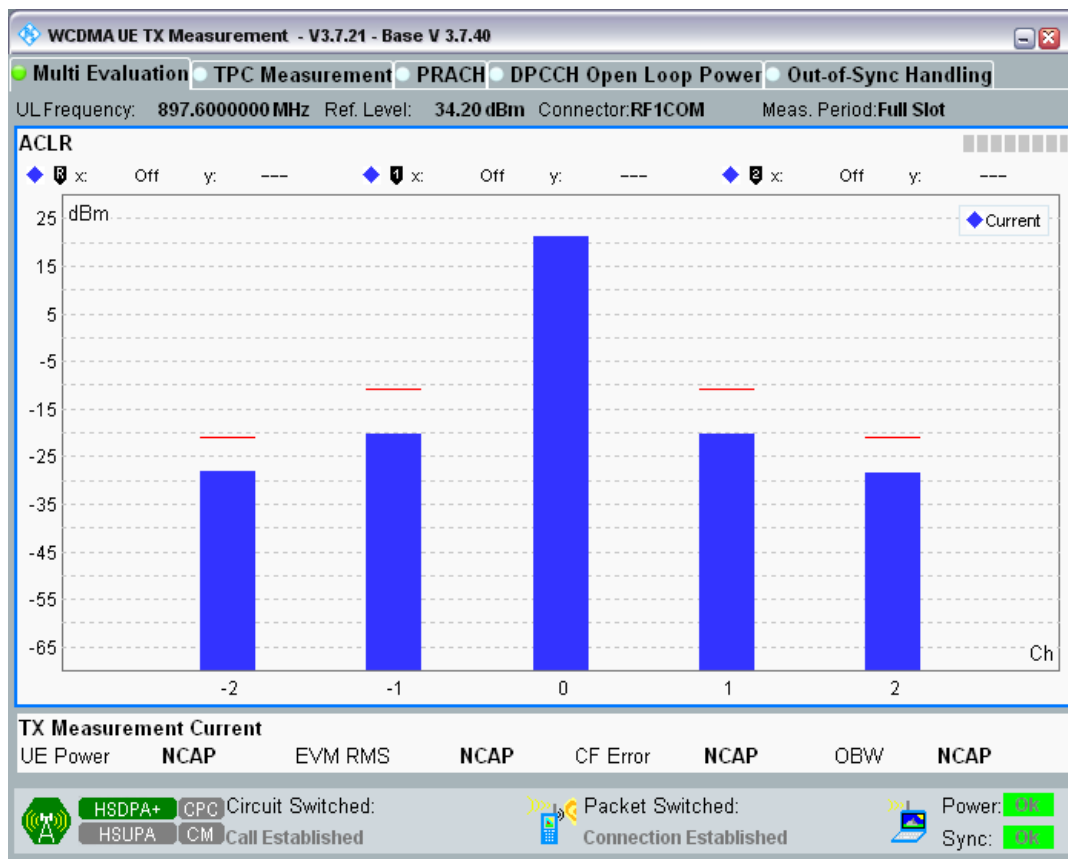 WCDMA UE TX Measurement - V3.7.21 - Base V 3.7.40
Multi Evaluation TPC Measurement PRACH DPCCH Open Loop Power Out-of-Sync Handling
UL Frequency: 897.6000000 MHz Ref. Level: 34.20 dBm Connector:RF1COM Meas. Period:Full Slot
ACLR
R x: Off y: --- 1 x: Off y: --- 2 x: Off y: ---
dBm
Current
25
15
5
-5
-15
-25
-35
-45
-55
-65
Ch
-2 -1 0 1 2
TX Measurement Current
UE Power NCAP EVM RMS NCAP CF Error NCAP OBW NCAP
HSDPA+ CPC Circuit Switched: Packet Switched: Power: OK
HSUPA CM Call Established Connection Established Sync: OK